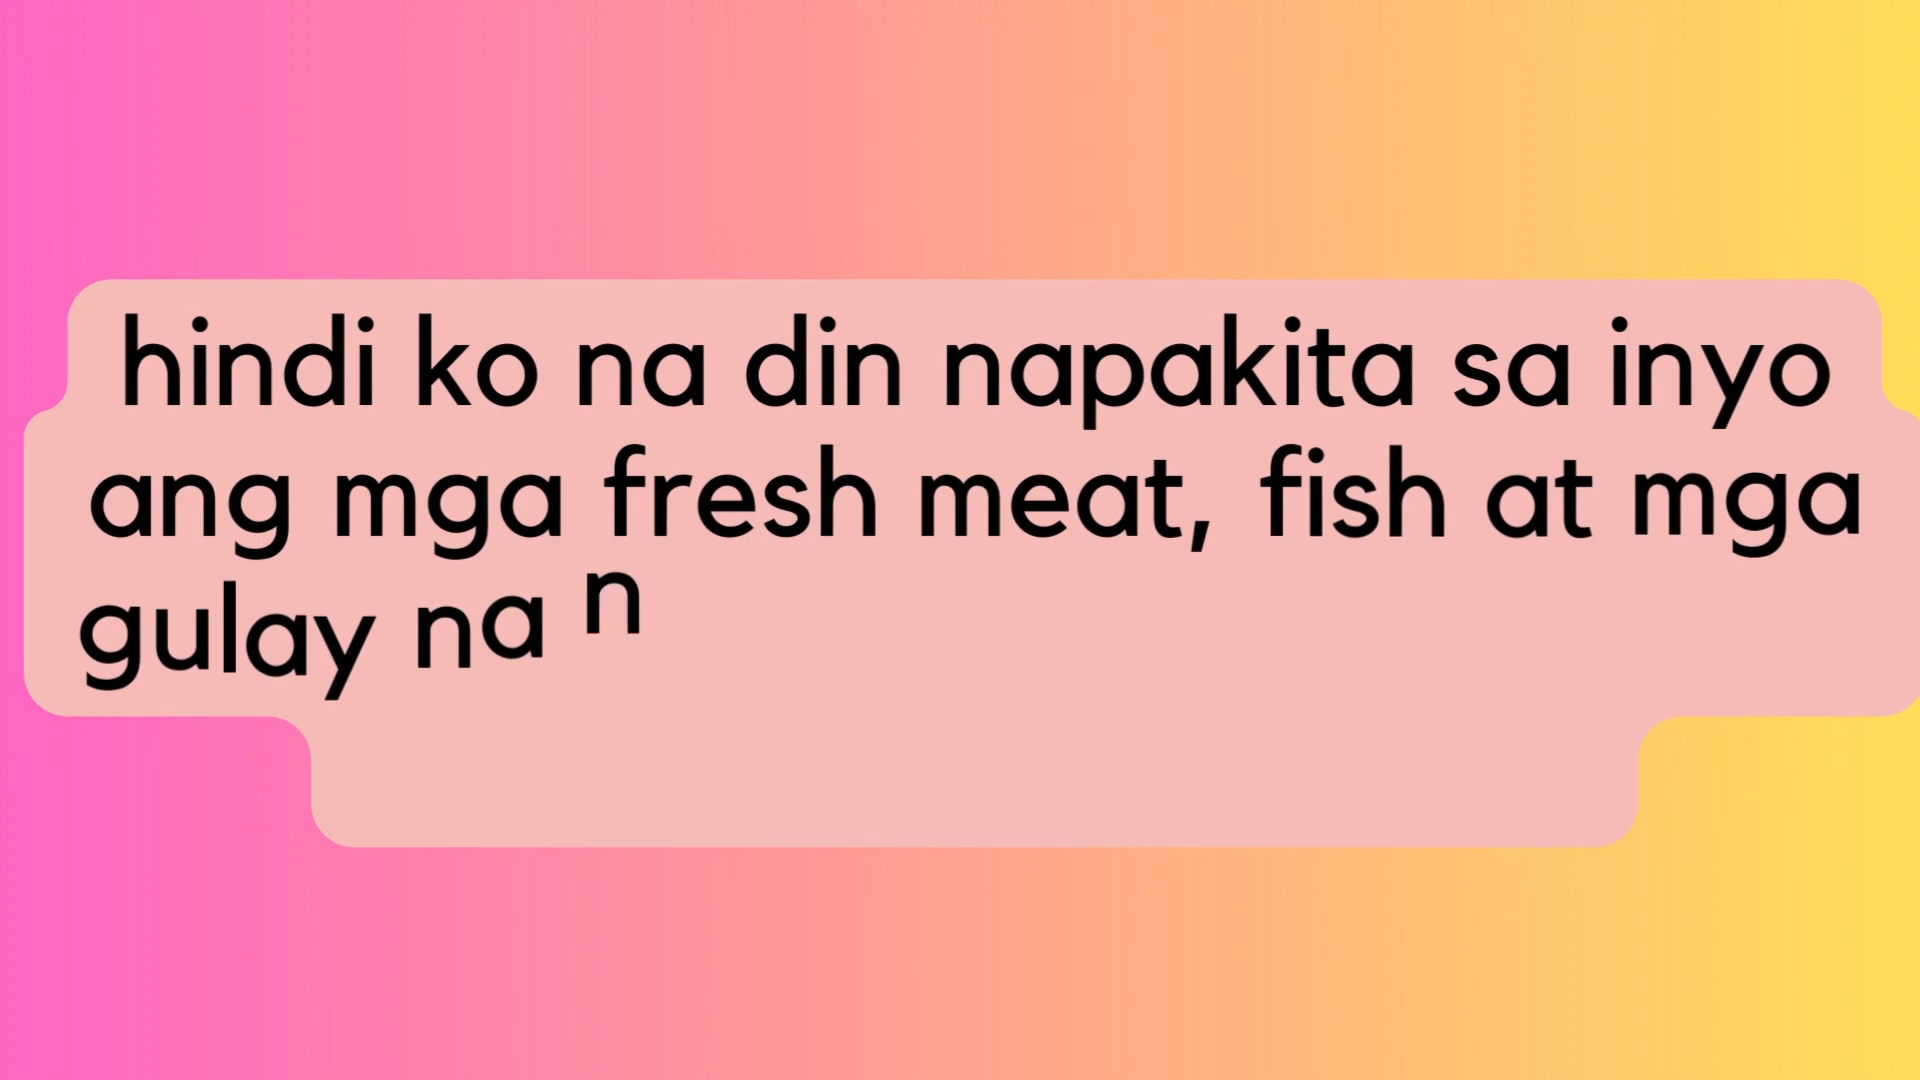 hindi ko na din napakita sa inyo
ang mga fresh meat, fish at mga
gulay na n